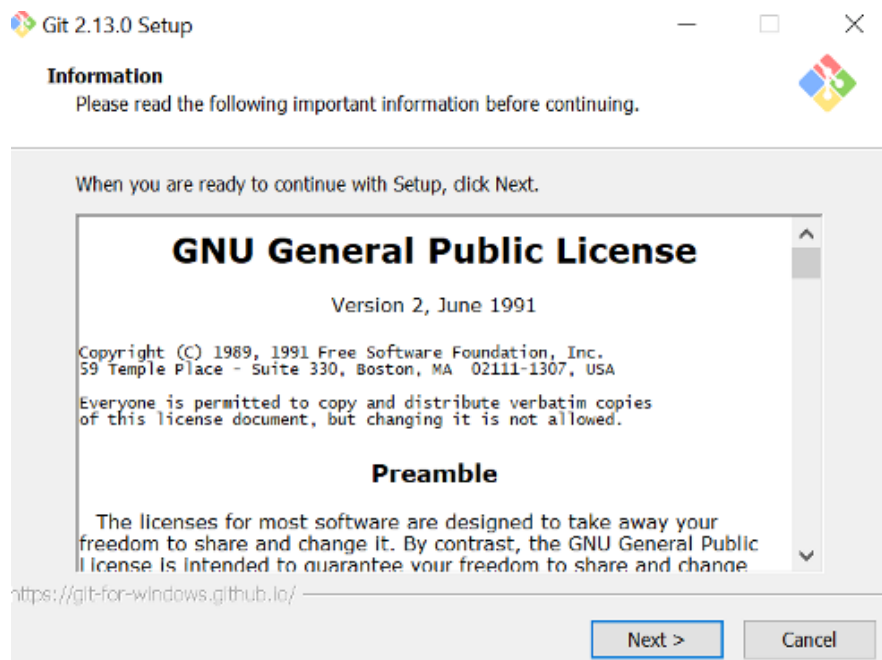 Git 2.13.0 Setup
Information
Please read the following important information before continuing.
When you are ready to continue with Setup, click Next.
GNU General Public License
Version 2, June 1991
Copyright (C) 1989, 1991 Free Software Foundation, Inc.
59 Temple Place - Suite 330, Boston, MA  02111-1307, USA
Everyone is permitted to copy and distribute verbatim copies
of this license document, but changing it is not allowed.
Preamble
The licenses for most software are designed to take away your
freedom to share and change it. By contrast, the GNU General Public
License is intended to guarantee your freedom to share and change
https://git-for-windows.github.io/
Next >
Cancel